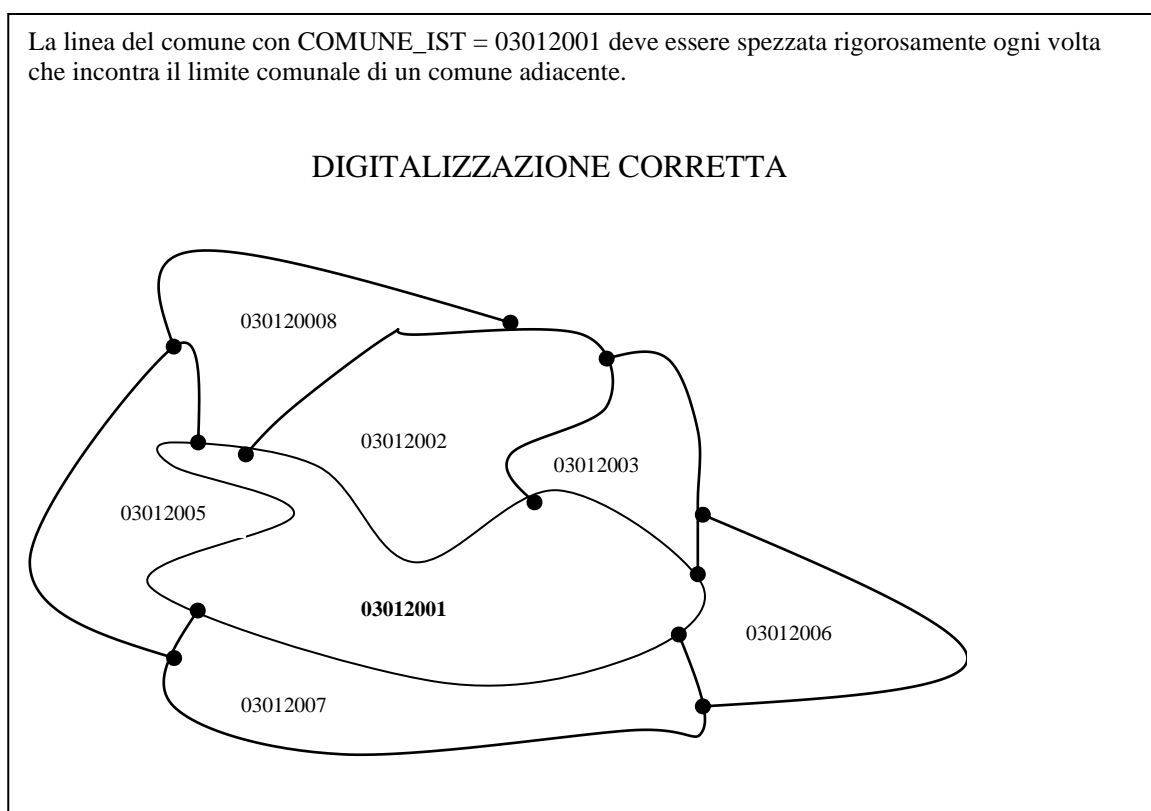 La linea del comune con COMUNE_IST = 03012001 deve essere spezzata rigorosamente ogni volta
che incontra il limite comunale di un comune adiacente.
DIGITALIZZAZIONE CORRETTA
030120008
03012002
03012003
03012005
03012001
03012006
03012007